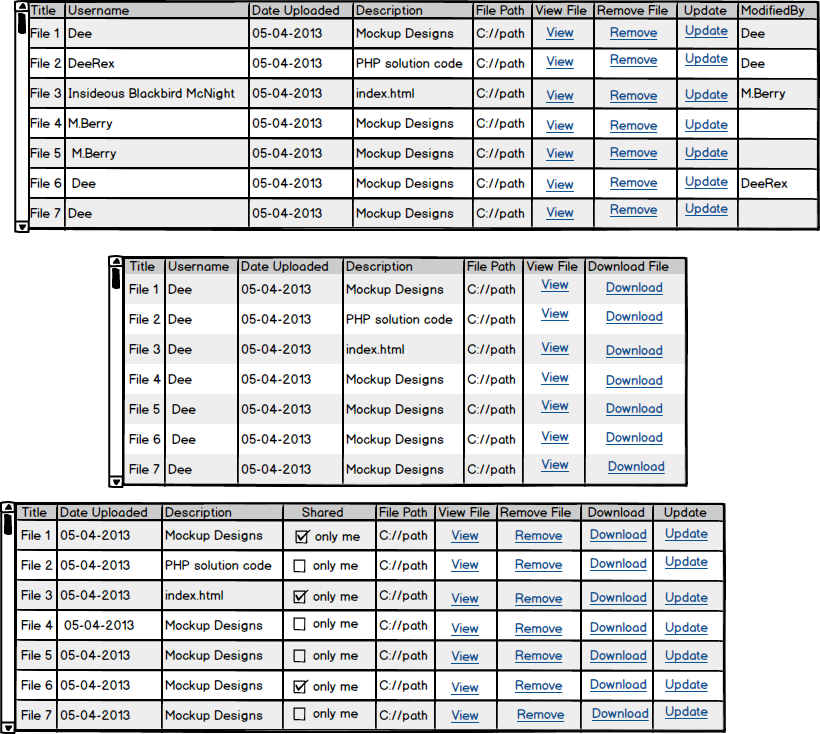 Title Username Date Uploaded Description File Path View File Remove File Update ModifiedBy
File 1 Dee 05-04-2013 Mockup Designs C://path View Remove Update Dee
File 2 DeeRex 05-04-2013 PHP solution code C://path View Remove Update Dee
File 3 Insideous Blackbird McNight 05-04-2013 index.html C://path View Remove Update M.Berry
File 4 M.Berry 05-04-2013 Mockup Designs C://path View Remove Update
File 5 M.Berry 05-04-2013 Mockup Designs C://path View Remove Update
File 6 Dee 05-04-2013 Mockup Designs C://path View Remove Update DeeRex
File 7 Dee 05-04-2013 Mockup Designs C://path View Remove Update
Title Username Date Uploaded Description File Path View File Download File
File 1 Dee 05-04-2013 Mockup Designs C://path View Download
File 2 Dee 05-04-2013 PHP solution code C://path View Download
File 3 Dee 05-04-2013 index.html C://path View Download
File 4 Dee 05-04-2013 Mockup Designs C://path View Download
File 5 Dee 05-04-2013 Mockup Designs C://path View Download
File 6 Dee 05-04-2013 Mockup Designs C://path View Download
File 7 Dee 05-04-2013 Mockup Designs C://path View Download
Title Date Uploaded Description Shared File Path View File Remove File Download Update
File 1 05-04-2013 Mockup Designs only me C://path View Remove Download Update
File 2 05-04-2013 PHP solution code only me C://path View Remove Download Update
File 3 05-04-2013 index.html only me C://path View Remove Download Update
File 4 05-04-2013 Mockup Designs only me C://path View Remove Download Update
File 5 05-04-2013 Mockup Designs only me C://path View Remove Download Update
File 6 05-04-2013 Mockup Designs only me C://path View Remove Download Update
File 7 05-04-2013 Mockup Designs only me C://path View Remove Download Update